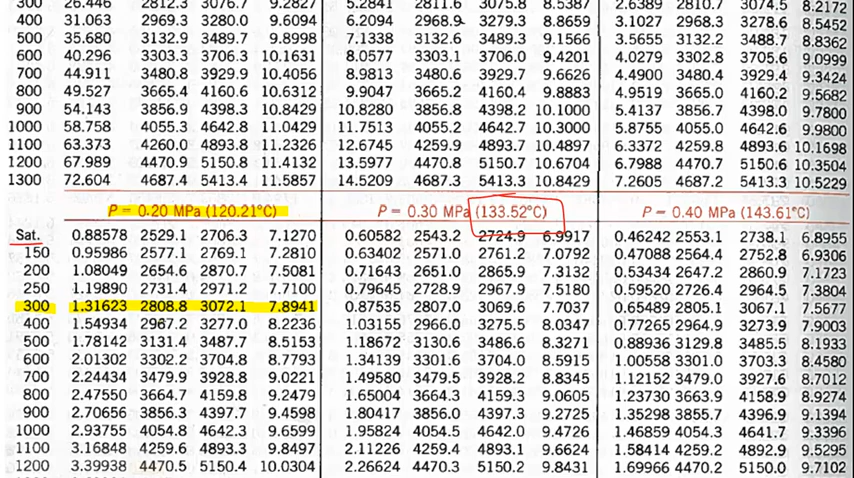 300 26.446 2812.3 3076.7 9.2827 5.2841 2811.6 3075.8 8.5387 2.6389 2810.7 3074.5 8.2172
400 31.063 2969.3 3280.0 9.6094 6.2094 2968.9 3279.3 8.8659 3.1027 2968.3 3278.6 8.5452
500 35.680 3132.9 3489.7 9.8998 7.1338 3132.6 3489.3 9.1566 3.5655 3132.2 3488.7 8.8362
600 40.296 3303.3 3706.3 10.1631 8.0577 3303.1 3706.0 9.4201 4.0279 3302.8 3705.6 9.0999
700 44.911 3480.8 3929.9 10.4056 8.9813 3480.6 3929.7 9.6626 4.4900 3480.4 3929.4 9.3424
800 49.527 3665.4 4160.6 10.6312 9.9047 3665.2 4160.4 9.8883 4.9519 3665.0 4160.2 9.5682
900 54.143 3856.9 4398.3 10.8429 10.8280 3856.8 4398.2 10.1000 5.4137 3856.7 4398.0 9.7800
1000 58.758 4055.3 4642.8 11.0429 11.7513 4055.2 4642.7 10.3000 5.8755 4055.0 4642.6 9.9800
1100 63.373 4260.0 4893.8 11.2326 12.6745 4259.9 4893.7 10.4897 6.3372 4259.8 4893.6 10.1698
1200 67.989 4470.9 5150.8 11.4132 13.5977 4470.8 5150.7 10.6704 6.7988 4470.7 5150.6 10.3504
1300 72.604 4687.4 5413.4 11.5857 14.5209 4687.3 5413.3 10.8429 7.2605 4687.2 5413.3 10.5229
P = 0.20 MPa (120.21°C) P = 0.30 MPa (133.52°C) P = 0.40 MPa (143.61°C)
Sat. 0.88578 2529.1 2706.3 7.1270 0.60582 2543.2 2724.9 6.9917 0.46242 2553.1 2738.1 6.8955
150 0.95986 2577.1 2769.1 7.2810 0.63402 2571.0 2761.2 7.0792 0.47088 2564.4 2752.8 6.9306
200 1.08049 2654.6 2870.7 7.5081 0.71643 2651.0 2865.9 7.3132 0.53434 2647.2 2860.9 7.1723
250 1.19890 2731.4 2971.2 7.7100 0.79645 2728.9 2967.9 7.5180 0.59520 2726.4 2964.5 7.3804
300 1.31623 2808.8 3072.1 7.8941 0.87535 2807.0 3069.6 7.7037 0.65489 2805.1 3067.1 7.5677
400 1.54934 2967.2 3277.0 8.2236 1.03155 2966.0 3275.5 8.0347 0.77265 2964.9 3273.9 7.9003
500 1.78142 3131.4 3487.7 8.5153 1.18672 3130.6 3486.6 8.3271 0.88936 3129.8 3485.5 8.1933
600 2.01302 3302.2 3704.8 8.7793 1.34139 3301.6 3704.0 8.5915 1.00558 3301.0 3703.3 8.4580
700 2.24434 3479.9 3928.8 9.0221 1.49580 3479.5 3928.2 8.8345 1.12152 3479.0 3927.6 8.7012
800 2.47550 3664.7 4159.8 9.2479 1.65004 3664.3 4159.3 9.0605 1.23730 3663.9 4158.9 8.9274
900 2.70656 3856.3 4397.7 9.4598 1.80417 3856.0 4397.3 9.2725 1.35298 3855.7 4396.9 9.1394
1000 2.93755 4054.8 4642.3 9.6599 1.95824 4054.5 4642.0 9.4726 1.46859 4054.3 4641.7 9.3396
1100 3.16848 4259.6 4893.3 9.8497 2.11226 4259.4 4893.1 9.6624 1.58414 4259.2 4892.9 9.5295
1200 3.39938 4470.5 5150.4 10.0304 2.26624 4470.3 5150.2 9.8431 1.69966 4470.2 5150.0 9.7102